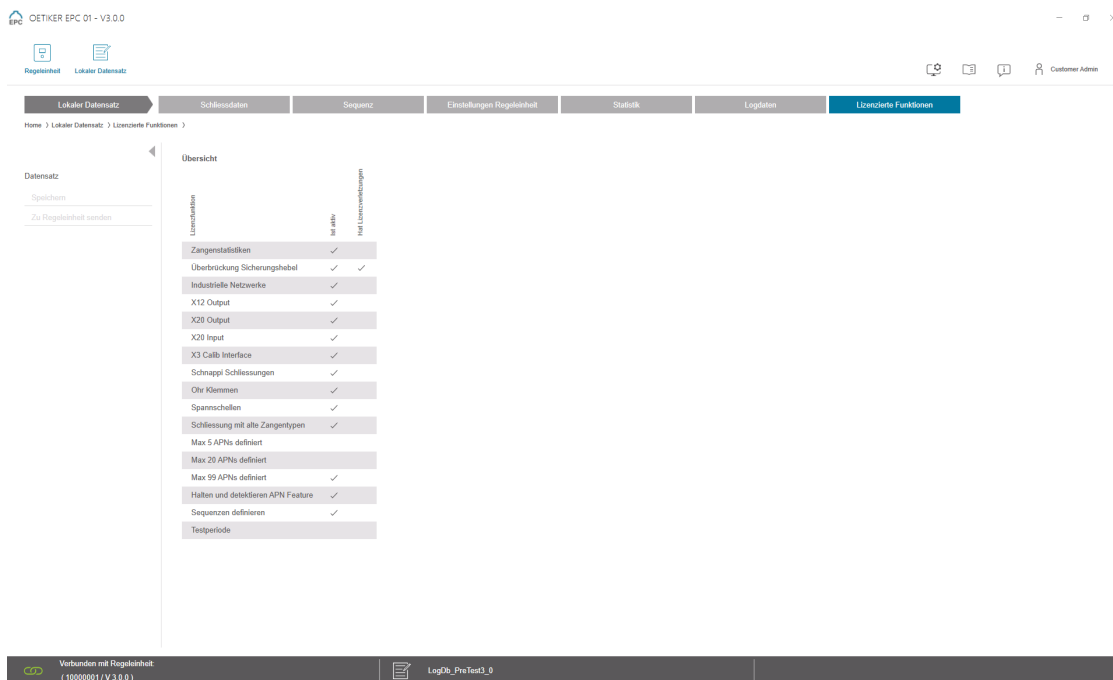 EPC OETIKER EPC 01 - V3.0.0
Regeleinheit Lokaler Datensatz
Customer Admin
Lokaler Datensatz Schliessdaten Sequenz Einstellungen Regeleinheit Statistik Logdaten Lizenzierte Funktionen
Home > Lokaler Datensatz > Lizenzierte Funktionen >
Datensatz
Speichern
Zu Regeleinheit senden
Übersicht
Lizenzfunktion
Ist aktiv
Hat Lizenzverletzungen
Zangenstatistiken ✓
Überbrückung Sicherungshebel ✓ ✓
Industrielle Netzwerke ✓
X12 Output ✓
X20 Output ✓
X20 Input ✓
X3 Calib Interface ✓
Schnappi Schliessungen ✓
Ohr Klemmen ✓
Spannschellen ✓
Schliessung mit alte Zangentypen ✓
Max 5 APNs definiert
Max 20 APNs definiert
Max 99 APNs definiert ✓
Halten und detektieren APN Feature ✓
Sequenzen definieren ✓
Testperiode
Verbunden mit Regeleinheit:
( 10000001 / V 3.0.0 )
LogDb_PreTest3_0